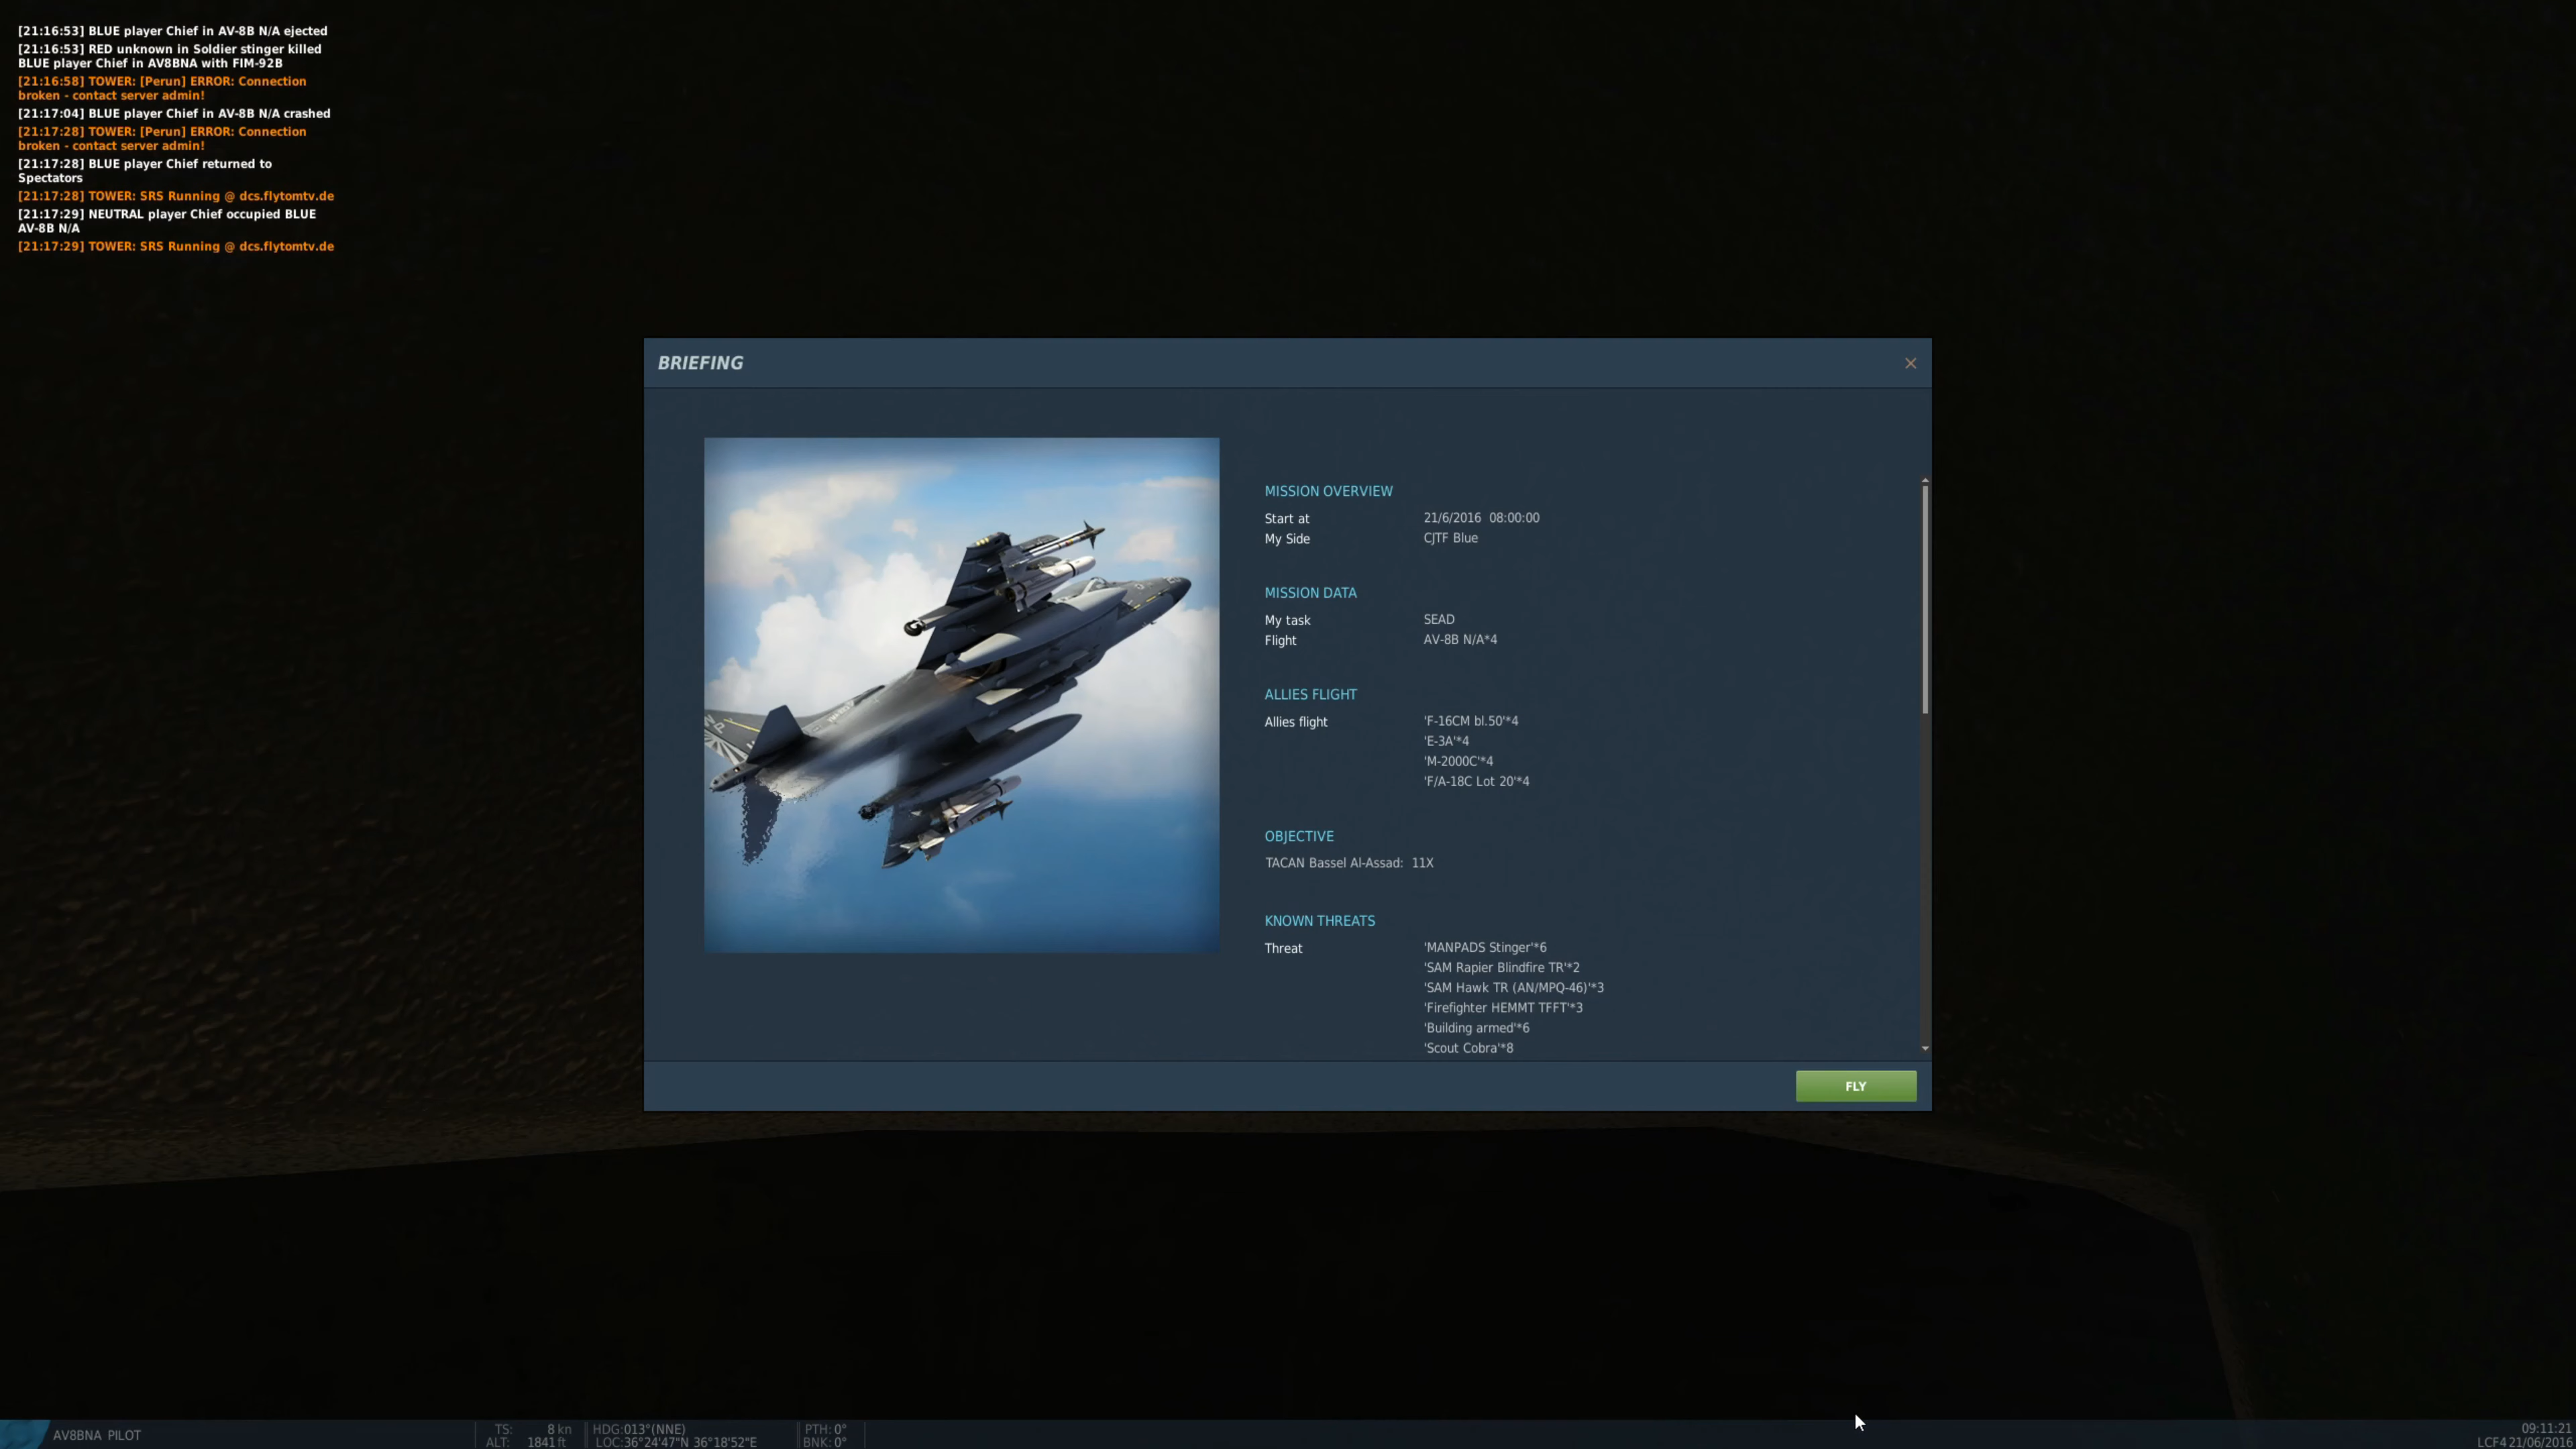 [21:16:53] BLUE player Chief in AV-8B N/A ejected
[21:16:53] RED unknown in Soldier stinger killed
BLUE player Chief in AV8BNA with FIM-92B
[21:16:58] TOWER: [Perun] ERROR: Connection
broken - contact server admin!
[21:17:04] BLUE player Chief in AV-8B N/A crashed
[21:17:28] TOWER: [Perun] ERROR: Connection
broken - contact server admin!
[21:17:28] BLUE player Chief returned to
Spectators
[21:17:28] TOWER: SRS Running @ dcs.flytomtv.de
[21:17:29] NEUTRAL player Chief occupied BLUE
AV-8B N/A
[21:17:29] TOWER: SRS Running @ dcs.flytomtv.de
BRIEFING
MISSION OVERVIEW
Start at 21/6/2016 08:00:00
My Side CJTF Blue
MISSION DATA
My task SEAD
Flight AV-8B N/A*4
ALLIES FLIGHT
Allies flight 'F-16CM bl.50'*4
'E-3A'*4
'M-2000C'*4
'F/A-18C Lot 20'*4
OBJECTIVE
TACAN Bassel Al-Assad: 11X
KNOWN THREATS
Threat 'MANPADS Stinger'*6
'SAM Rapier Blindfire TR'*2
'SAM Hawk TR (AN/MPQ-46)'*3
'Firefighter HEMMT TFFT'*3
'Building armed'*6
'Scout Cobra'*8
FLY
AV8BNA PILOT
TS: 8 kn HDG:013°(NNE) PTH: 0°
ALT: 1841 ft LOC:36°24'47"N 36°18'52"E BNK: 0°
09:11:21
LCF4 21/06/2016